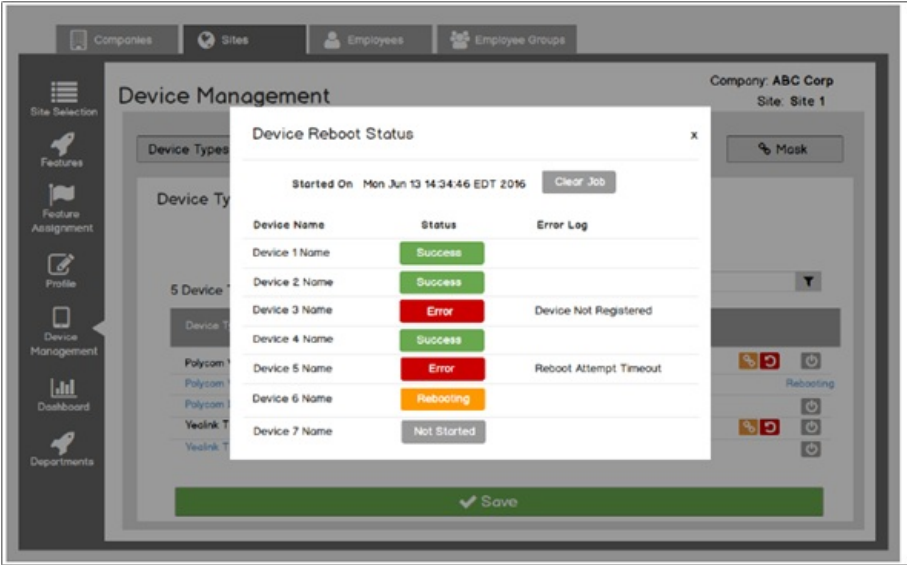 Companies
Sites
Employees
Employee Groups
Site Selection
Features
Feature
Assignment
Profile
Device
Management
Dashboard
Departments
Device Management
Company: ABC Corp
Site: Site 1
Device Types
Mask
Device Ty
5 Device
Device T
Polycom
Polycom
Polycom
Rebooting
Yealink T
Yealink T
Save
Device Reboot Status
x
Started On Mon Jun 13 14:34:46 EDT 2016 Clear Job
Device Name Status Error Log
Device 1 Name Success
Device 2 Name Success
Device 3 Name Error Device Not Registered
Device 4 Name Success
Device 5 Name Error Reboot Attempt Timeout
Device 6 Name Rebooting
Device 7 Name Not Started